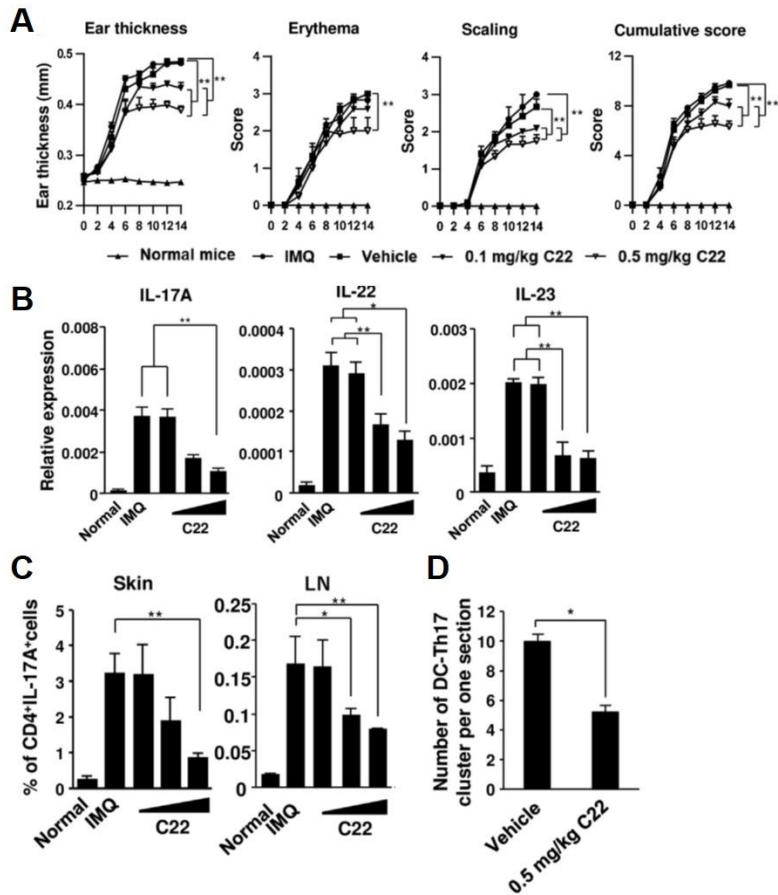 A
Ear thickness
Erythema
Scaling
Cumulative score
Ear thickness (mm)
0.5
0.4
0.3
0.2
0 2 4 6 8 10 12 14
Score
4
3
2
1
0
0 2 4 6 8 10 12 14
Score
4
3
2
1
0
0 2 4 6 8 10 12 14
Score
12
8
4
0
0 2 4 6 8 10 12 14
**
**
**
**
**
**
**
**
Normal mice IMQ Vehicle 0.1 mg/kg C22 0.5 mg/kg C22
B
IL-17A
IL-22
IL-23
Relative expression
0.008
0.006
0.004
0.002
0
**
Normal
IMQ
C22
0.0004
0.0003
0.0002
0.0001
0
*
**
Normal
IMQ
C22
0.003
0.002
0.001
0
**
**
Normal
IMQ
C22
C
Skin
LN
% of CD4+IL-17A+cells
5
4
3
2
1
0
**
Normal
IMQ
C22
0.25
0.2
0.15
0.1
0.05
0
**
*
Normal
IMQ
C22
D
Number of DC-Th17
cluster per one section
12
10
8
6
4
2
0
*
Vehicle
0.5 mg/kg C22